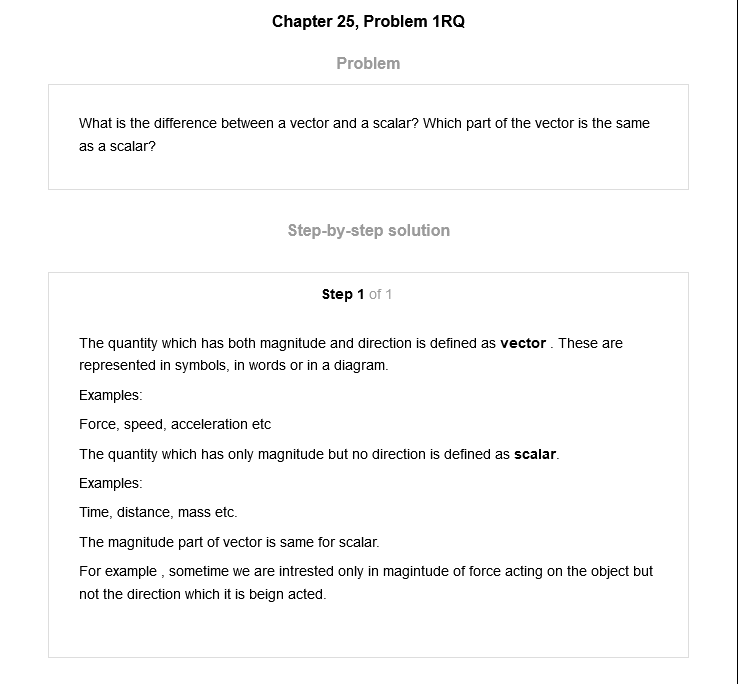 Chapter 25, Problem 1RQ
Problem
What is the difference between a vector and a scalar? Which part of the vector is the same
as a scalar?
Step-by-step solution
Step 1 of 1
The quantity which has both magnitude and direction is defined as vector . These are
represented in symbols, in words or in a diagram.
Examples:
Force, speed, acceleration etc
The quantity which has only magnitude but no direction is defined as scalar.
Examples:
Time, distance, mass etc.
The magnitude part of vector is same for scalar.
For example , sometime we are intrested only in magintude of force acting on the object but
not the direction which it is beign acted.